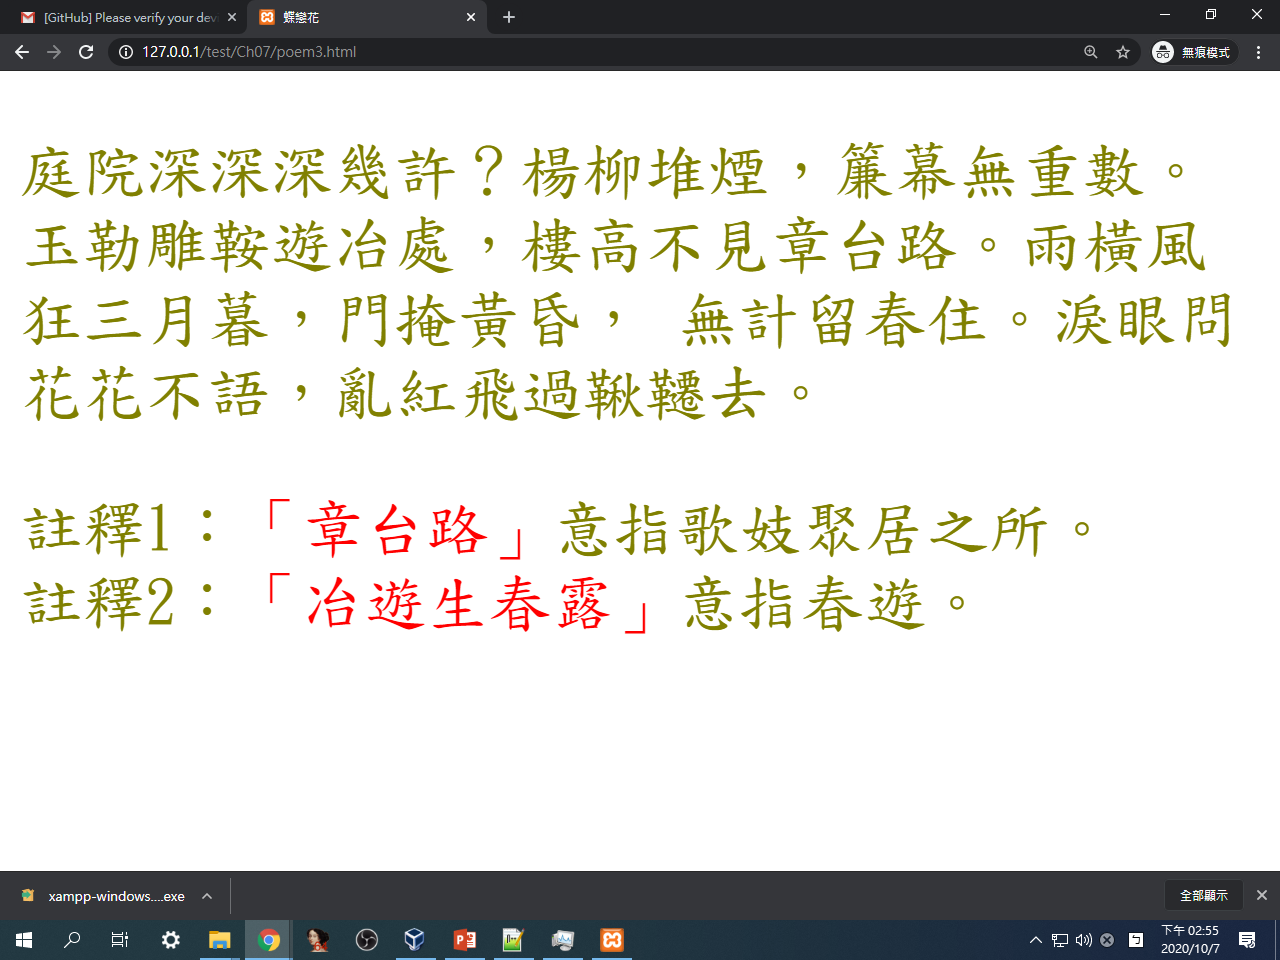 [GitHub] Please verify your dev
蝶戀花
127.0.0.1/test/Ch07/poem3.html
無痕模式
庭院深深深幾許？楊柳堆煙，簾幕無重數。
玉勒雕鞍遊冶處，樓高不見章台路。雨橫風
狂三月暮，門掩黃昏， 無計留春住。淚眼問
花花不語，亂紅飛過鞦韆去。
註釋1：「章台路」意指歌妓聚居之所。
註釋2：「冶遊生春露」意指春遊。
xampp-windows....exe
全部顯示
下午 02:55
2020/10/7